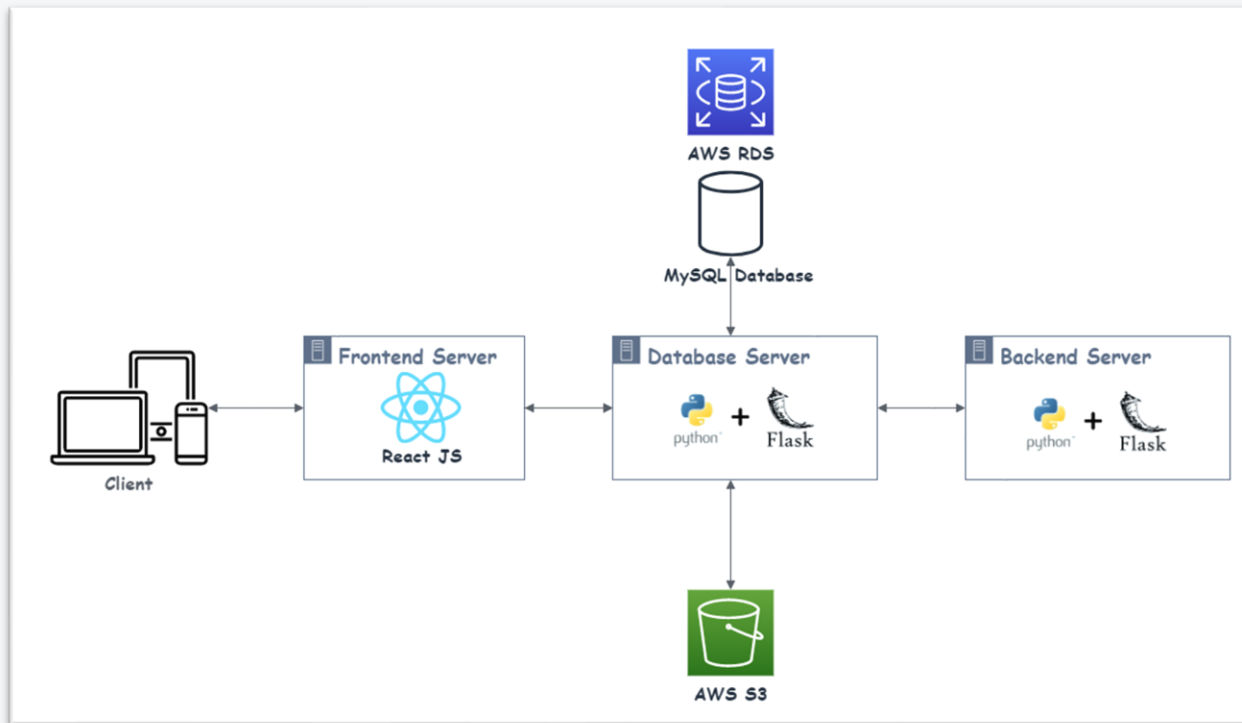 AWS RDS
MySQL Database
Frontend Server
React JS
Database Server
python
+
Flask
Backend Server
python
+
Flask
Client
AWS S3